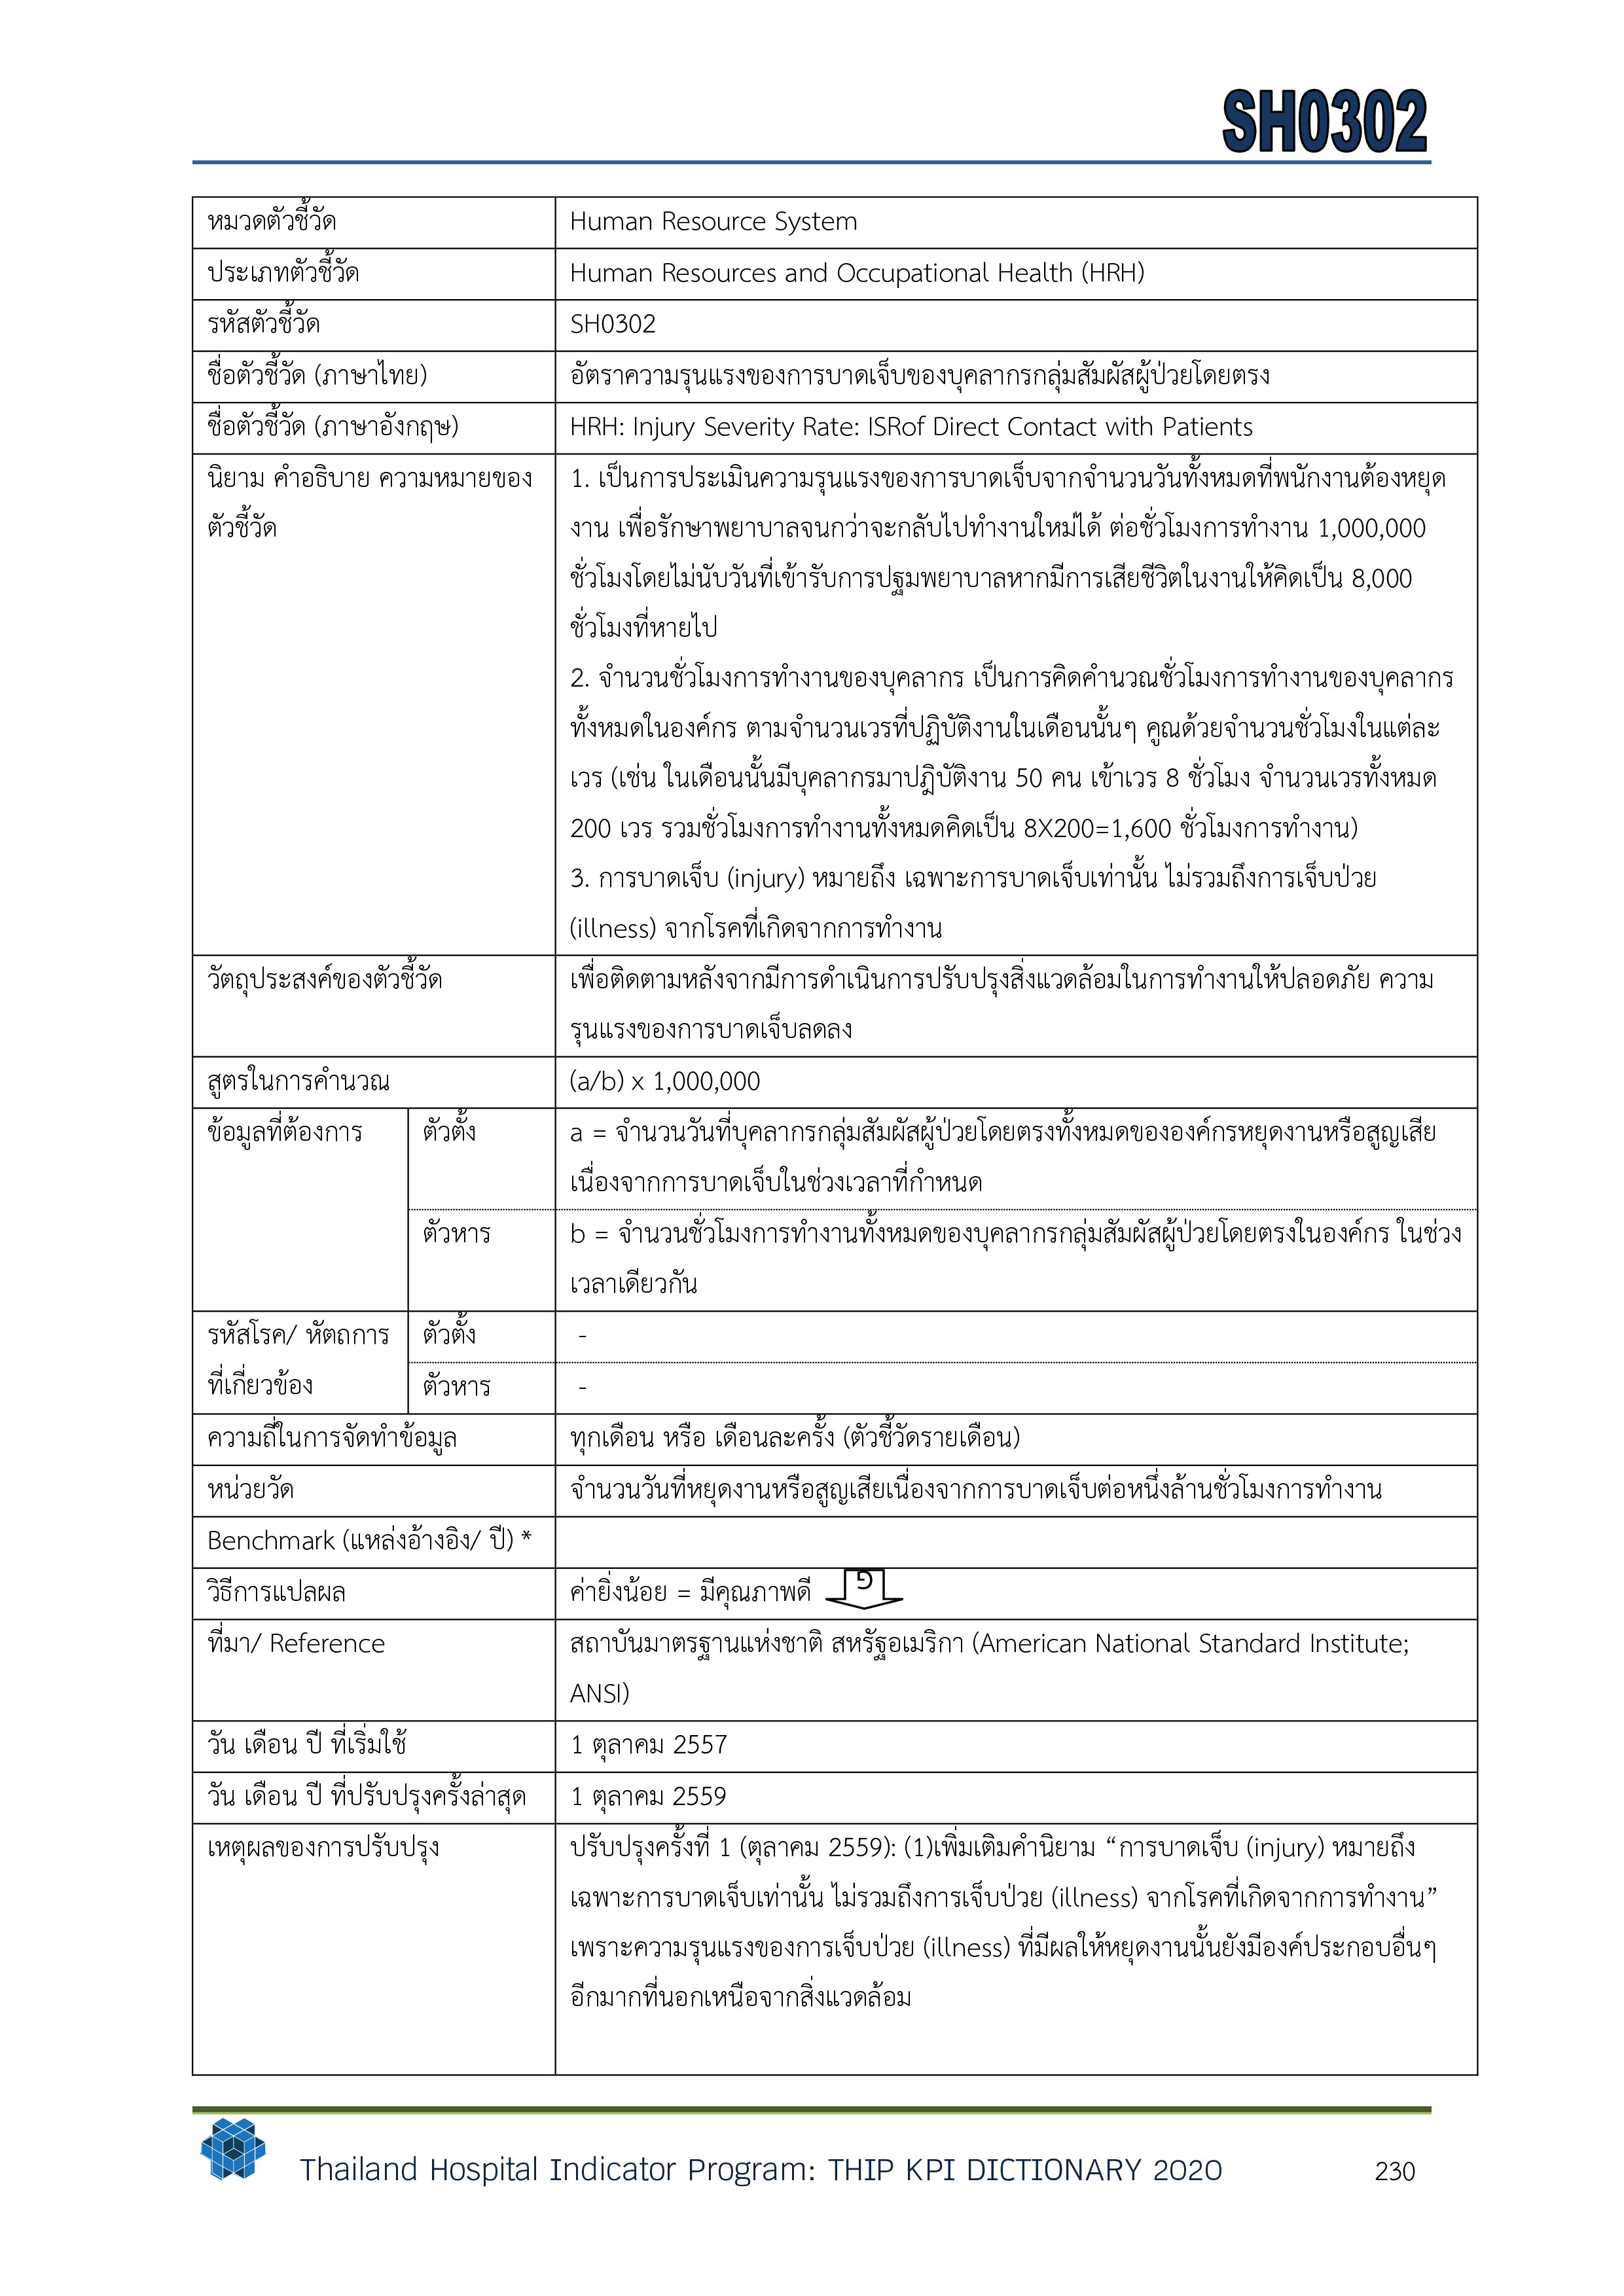 SH0302
หมวดตัวชี้วัด Human Resource System
ประเภทตัวชี้วัด Human Resources and Occupational Health (HRH)
รหัสตัวชี้วัด SH0302
ชื่อตัวชี้วัด (ภาษาไทย) อัตราความรุนแรงของการบาดเจ็บของบุคลากรกลุ่มสัมผัสผู้ป่วยโดยตรง
ชื่อตัวชี้วัด (ภาษาอังกฤษ) HRH: Injury Severity Rate: ISRof Direct Contact with Patients
นิยาม คำอธิบาย ความหมายของ
ตัวชี้วัด
1. เป็นการประเมินความรุนแรงของการบาดเจ็บจากจำนวนวันทั้งหมดที่พนักงานต้องหยุด
งาน เพื่อรักษาพยาบาลจนกว่าจะกลับไปทำงานใหม่ได้ ต่อชั่วโมงการทำงาน 1,000,000
ชั่วโมงโดยไม่นับวันที่เข้ารับการปฐมพยาบาลหากมีการเสียชีวิตในงานให้คิดเป็น 8,000
ชั่วโมงที่หายไป
2. จำนวนชั่วโมงการทำงานของบุคลากร เป็นการคิดคำนวณชั่วโมงการทำงานของบุคลากร
ทั้งหมดในองค์กร ตามจำนวนเวรที่ปฏิบัติงานในเดือนนั้นๆ คูณด้วยจำนวนชั่วโมงในแต่ละ
เวร (เช่น ในเดือนนั้นมีบุคลากรมาปฎิบัติงาน 50 คน เข้าเวร 8 ชั่วโมง จำนวนเวรทั้งหมด
200 เวร รวมชั่วโมงการทำงานทั้งหมดคิดเป็น 8X200=1,600 ชั่วโมงการทำงาน)
3. การบาดเจ็บ (injury) หมายถึง เฉพาะการบาดเจ็บเท่านั้น ไม่รวมถึงการเจ็บป่วย
(illness) จากโรคที่เกิดจากการทำงาน
วัตถุประสงค์ของตัวชี้วัด เพื่อติดตามหลังจากมีการดำเนินการปรับปรุงสิ่งแวดล้อมในการทำงานให้ปลอดภัย ความ
รุนแรงของการบาดเจ็บลดลง
สูตรในการคำนวณ (a/b) x 1,000,000
ข้อมูลที่ต้องการ ตัวตั้ง a = จำนวนวันที่บุคลากรกลุ่มสัมผัสผู้ป่วยโดยตรงทั้งหมดขององค์กรหยุดงานหรือสูญเสีย
เนื่องจากการบาดเจ็บในช่วงเวลาที่กำหนด
ตัวหาร b = จำนวนชั่วโมงการทำงานทั้งหมดของบุคลากรกลุ่มสัมผัสผู้ป่วยโดยตรงในองค์กร ในช่วง
เวลาเดียวกัน
รหัสโรค/ หัตถการ
ที่เกี่ยวข้อง
ตัวตั้ง -
ตัวหาร -
ความถี่ในการจัดทำข้อมูล ทุกเดือน หรือ เดือนละครั้ง (ตัวชี้วัดรายเดือน)
หน่วยวัด จำนวนวันที่หยุดงานหรือสูญเสียเนื่องจากการบาดเจ็บต่อหนึ่งล้านชั่วโมงการทำงาน
Benchmark (แหล่งอ้างอิง/ ปี) *
วิธีการแปลผล ค่ายิ่งน้อย = มีคุณภาพดี
ที่มา/ Reference สถาบันมาตรฐานแห่งชาติ สหรัฐอเมริกา (American National Standard Institute;
ANSI)
วัน เดือน ปี ที่เริ่มใช้ 1 ตุลาคม 2557
วัน เดือน ปี ที่ปรับปรุงครั้งล่าสุด 1 ตุลาคม 2559
เหตุผลของการปรับปรุง ปรับปรุงครั้งที่ 1 (ตุลาคม 2559): (1)เพิ่มเติมคำนิยาม “การบาดเจ็บ (injury) หมายถึง
เฉพาะการบาดเจ็บเท่านั้น ไม่รวมถึงการเจ็บป่วย (illness) จากโรคที่เกิดจากการทำงาน”
เพราะความรุนแรงของการเจ็บป่วย (illness) ที่มีผลให้หยุดงานนั้นยังมีองค์ประกอบอื่นๆ
อีกมากที่นอกเหนือจากสิ่งแวดล้อม
Thailand Hospital Indicator Program: THIP KPI DICTIONARY 2020 230